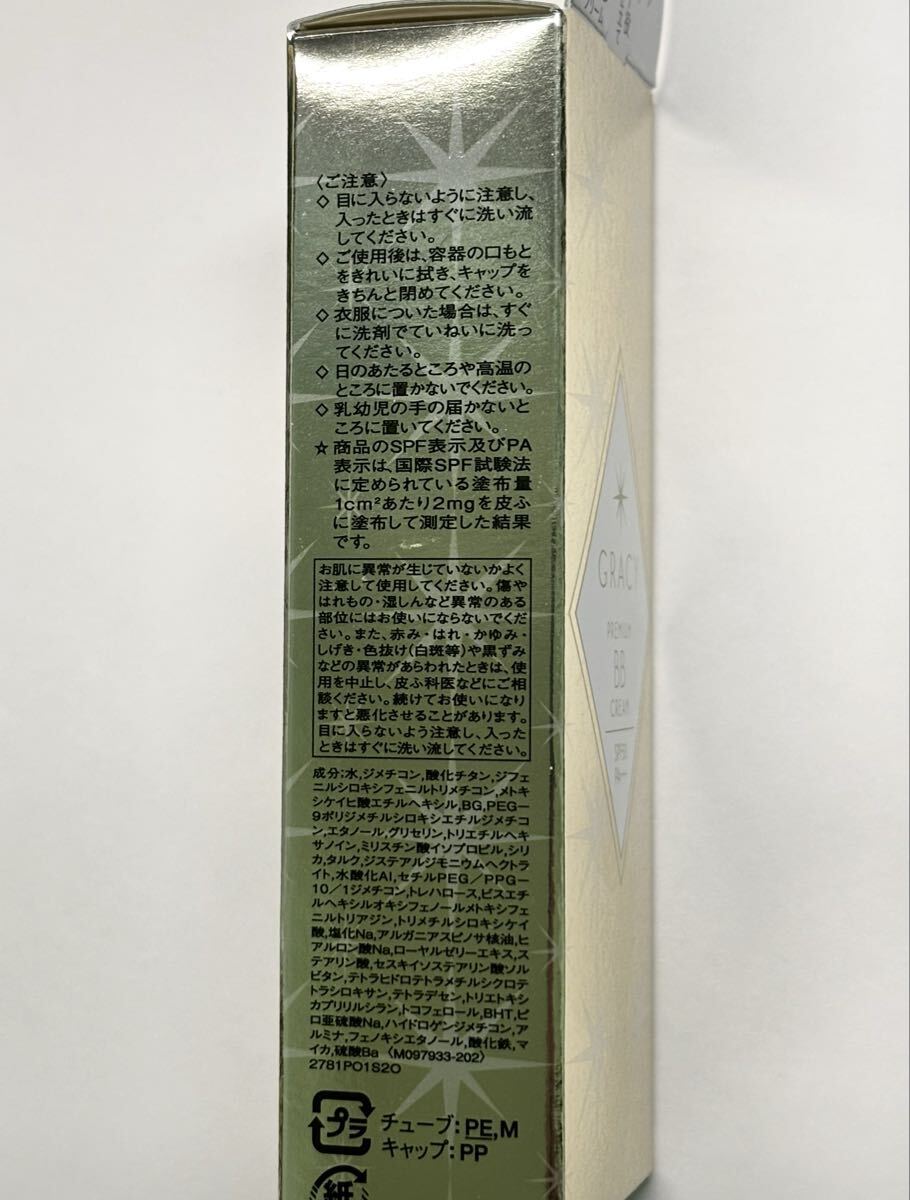 〈ご注意〉
◇ 目に入らないように注意し、
入ったときはすぐに洗い流
してください。
◇ ご使用後は、容器の口もと
をきれいに拭き、キャップを
きちんと閉めてください。
◇ 衣服についた場合は、すぐ
に洗剤でていねいに洗っ
てください。
◇ 日のあたるところや高温の
ところに置かないでください。
◇ 乳幼児の手の届かないと
ころに置いてください。
☆ 商品のSPF表示及びPA
表示は、国際SPF試験法
に定められている塗布量
1cm²あたり2mgを皮ふ
に塗布して測定した結果
です。
お肌に異常が生じていないかよく
注意して使用してください。傷や
はれもの・湿しんなど異常のある
部位にはお使いにならないでくだ
さい。また、赤み・はれ・かゆみ・
しげき・色抜け(白斑等)や黒ずみ
などの異常があらわれたときは、使
用を中止し、皮ふ科医などにご相
談ください。続けてお使いになり
ますと悪化させることがあります。
目に入らないよう注意し、入った
ときはすぐに洗い流してください。
成分:水,ジメチコン,酸化チタン,ジフェ
ニルシロキシフェニルトリメチコン,メトキ
シケイヒ酸エチルヘキシル,BG,PEG-
9ポリジメチルシロキシエチルジメチコ
ン,エタノール,グリセリン,トリエチルヘキ
サノイン,ミリスチン酸イソプロピル,シリ
カ,タルク,ジステアルジモニウムヘクトラ
イト,水酸化Al,セチルPEG/PPG-
10/1ジメチコン,トレハロース,ビスエチ
ルヘキシルオキシフェノールメトキシフェ
ニルトリアジン,トリメチルシロキシケイ
酸,塩化Na,アルガニアスピノサ核油,ヒ
アルロン酸Na,ローヤルゼリーエキス,ス
テアリン酸,セスキイソステアリン酸ソル
ビタン,テトラヒドロテトラメチルシクロテ
トラシロキサン,テトラデセン,トリエトキシ
カプリリルシラン,トコフェロール,BHT,ピ
ロ亜硫酸Na,ハイドロゲンジメチコン,ア
ルミナ,フェノキシエタノール,酸化鉄,マ
イカ,硫酸Ba 〈M097933-202〉
2781PO1S2O
プラ
チューブ:PE,M
キャップ:PP
紙
GRACY
PREMIUM
BB
CREAM